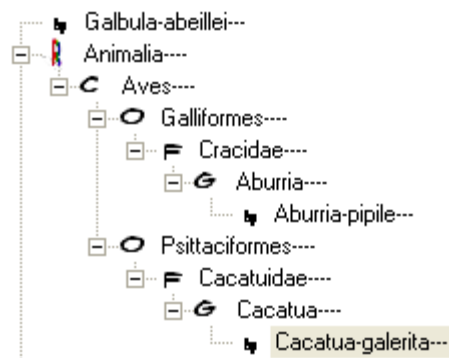 Galbula-abeillei---
R Animalia----
C Aves----
O Galliformes----
F Cracidae----
G Aburria----
Aburria-pipile---
O Psittaciformes----
F Cacatuidae----
G Cacatua----
Cacatua-galerita---